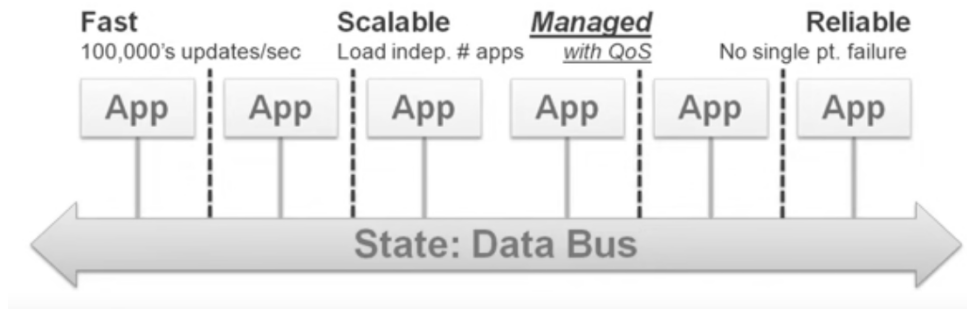 Fast
100,000's updates/sec
Scalable
Load indep. # apps
Managed
with QoS
Reliable
No single pt. failure
App
App
App
App
App
App
State: Data Bus